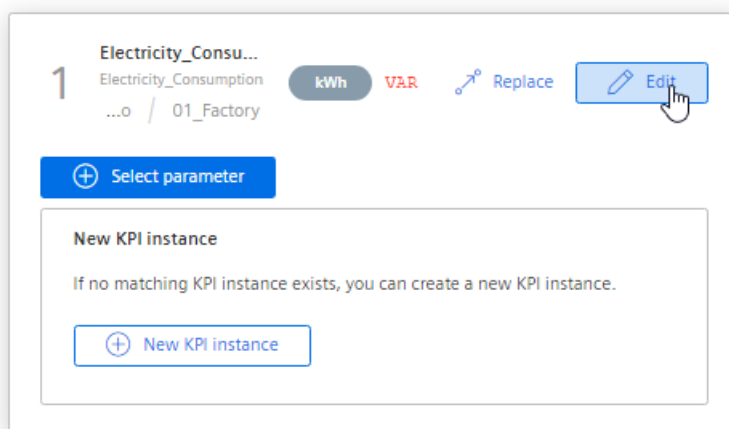 1
Electricity_Consu...
Electricity_Consumption
...o / 01_Factory
kWh VAR Replace Edit
Select parameter
New KPI instance
If no matching KPI instance exists, you can create a new KPI instance.
New KPI instance